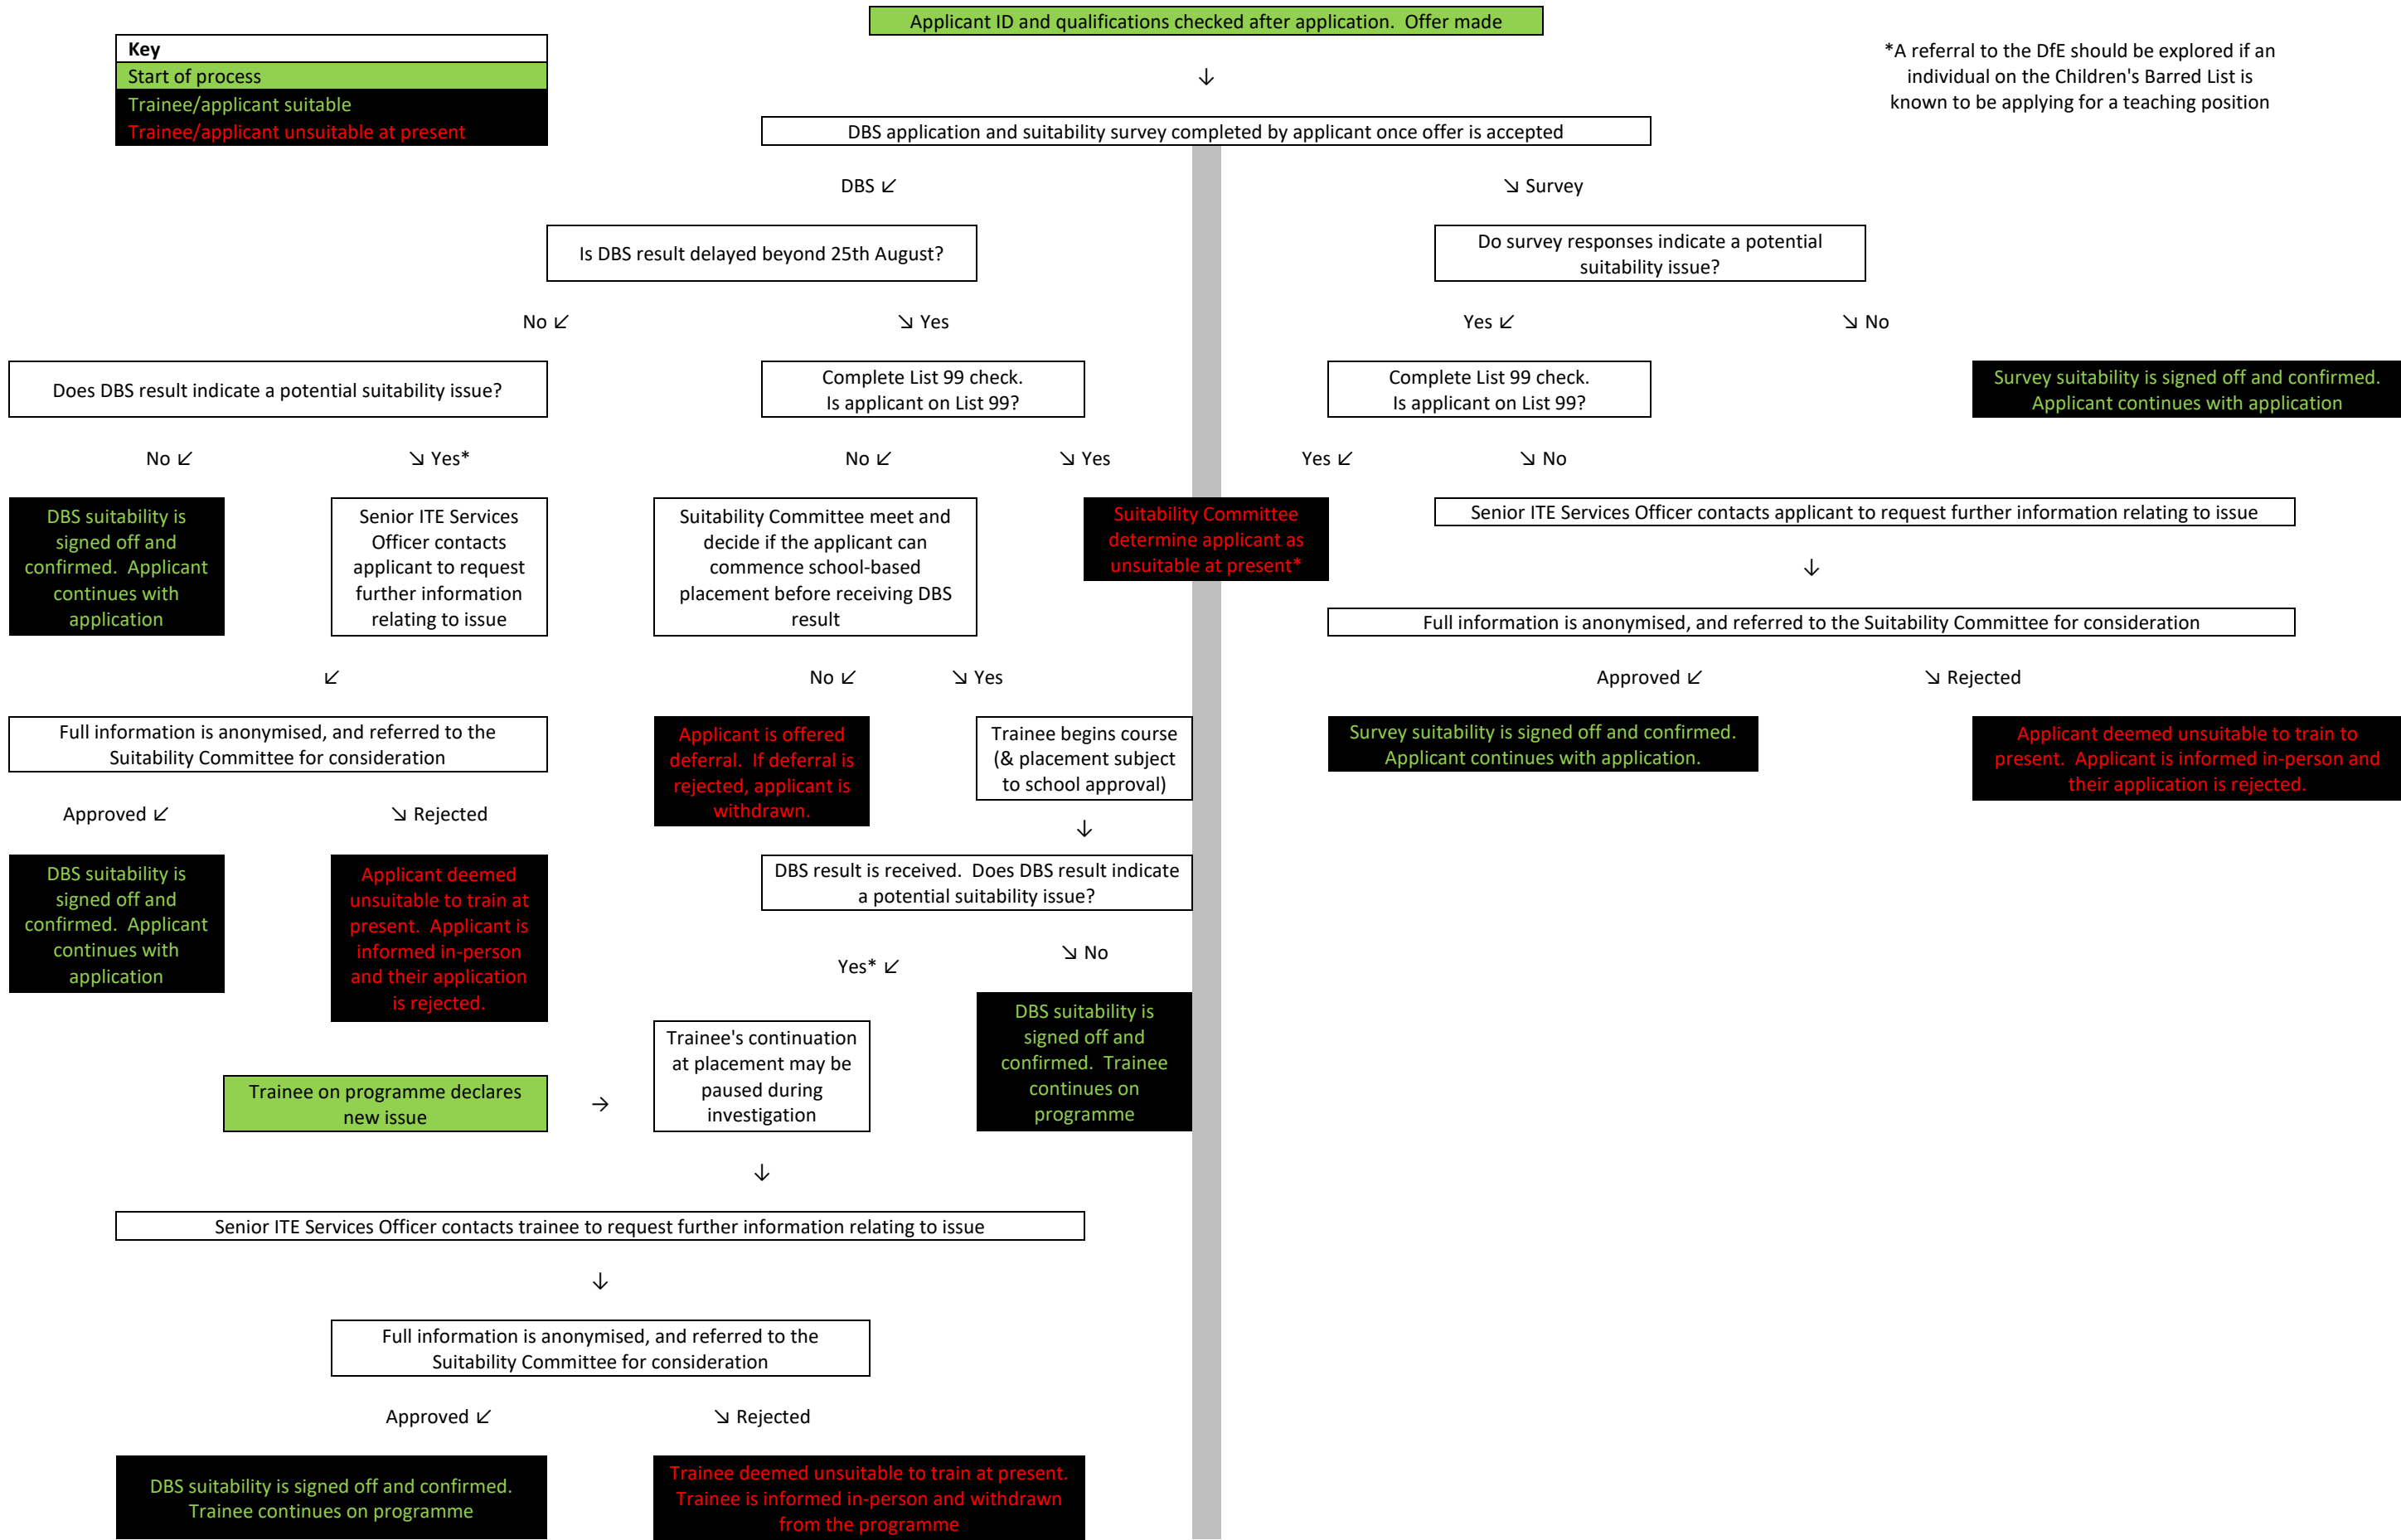 Applicant ID and qualifications checked after application.  Offer made
Key
Start of process
Trainee/applicant suitable
Trainee/applicant unsuitable at present
*A referral to the DfE should be explored if an
individual on the Children's Barred List is
known to be applying for a teaching position
↓
DBS application and suitability survey completed by applicant once offer is accepted
DBS ↙
↘ Survey
Is DBS result delayed beyond 25th August?
Do survey responses indicate a potential
suitability issue?
No ↙
↘ Yes
Yes ↙
↘ No
Does DBS result indicate a potential suitability issue?
Complete List 99 check.
Is applicant on List 99?
Complete List 99 check.
Is applicant on List 99?
Survey suitability is signed off and confirmed.
Applicant continues with application
No ↙
↘ Yes*
No ↙
↘ Yes
Yes ↙
↘ No
DBS suitability is
signed off and
confirmed.  Applicant
continues with
application
Senior ITE Services
Officer contacts
applicant to request
further information
relating to issue
Suitability Committee meet and
decide if the applicant can
commence school-based
placement before receiving DBS
result
Suitability Committee
determine applicant as
unsuitable at present*
Senior ITE Services Officer contacts applicant to request further information relating to issue
↓
Full information is anonymised, and referred to the Suitability Committee for consideration
↙
No ↙
↘ Yes
Approved ↙
↘ Rejected
Full information is anonymised, and referred to the
Suitability Committee for consideration
Applicant is offered
deferral.  If deferral is
rejected, applicant is
withdrawn.
Trainee begins course
(& placement subject
to school approval)
Survey suitability is signed off and confirmed.
Applicant continues with application.
Applicant deemed unsuitable to train to
present.  Applicant is informed in-person and
their application is rejected.
Approved ↙
↘ Rejected
↓
DBS suitability is
signed off and
confirmed.  Applicant
continues with
application
Applicant deemed
unsuitable to train at
present.  Applicant is
informed in-person
and their application
is rejected.
DBS result is received.  Does DBS result indicate
a potential suitability issue?
Yes* ↙
↘ No
Trainee on programme declares
new issue
→
Trainee's continuation
at placement may be
paused during
investigation
DBS suitability is
signed off and
confirmed.  Trainee
continues on
programme
↓
Senior ITE Services Officer contacts trainee to request further information relating to issue
↓
Full information is anonymised, and referred to the
Suitability Committee for consideration
Approved ↙
↘ Rejected
DBS suitability is signed off and confirmed.
Trainee continues on programme
Trainee deemed unsuitable to train at present.
Trainee is informed in-person and withdrawn
from the programme